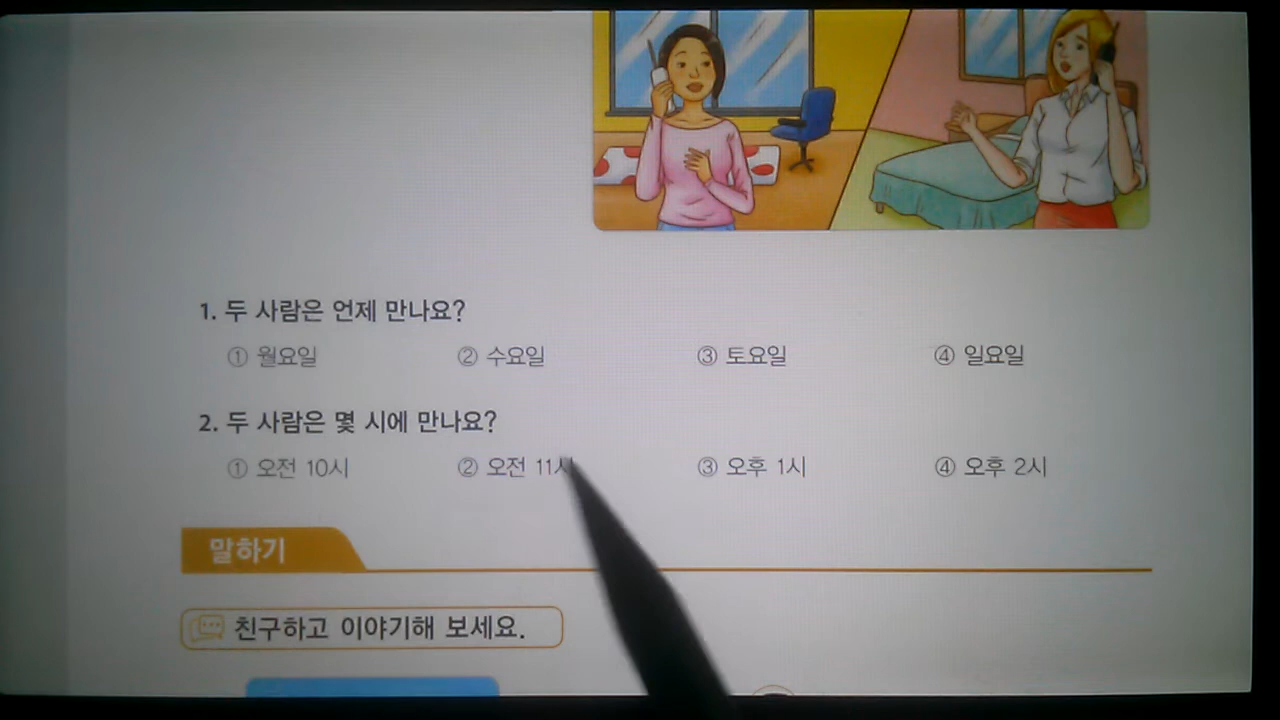 1. 두 사람은 언제 만나요?
① 월요일 ② 수요일 ③ 토요일 ④ 일요일
2. 두 사람은 몇 시에 만나요?
① 오전 10시 ② 오전 11시 ③ 오후 1시 ④ 오후 2시
말하기
친구하고 이야기해 보세요.